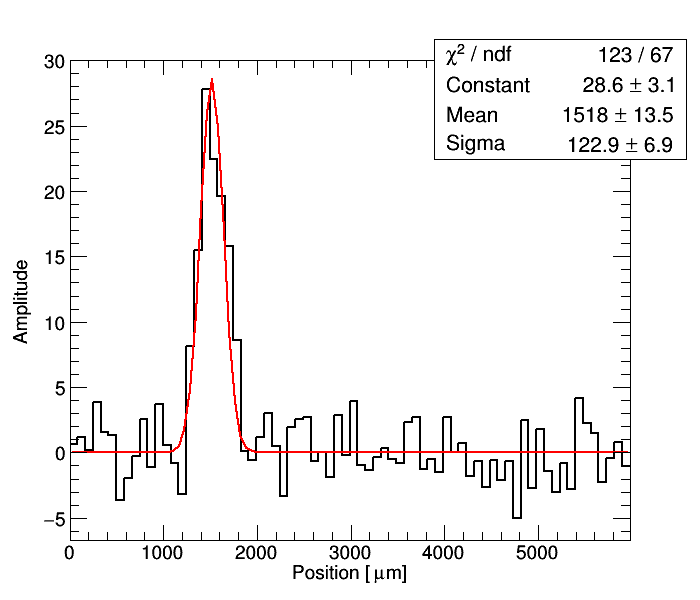 χ² / ndf 123 / 67
Constant 28.6 ± 3.1
Mean 1518 ± 13.5
Sigma 122.9 ± 6.9
30
25
20
15
10
5
0
−5
Amplitude
0 1000 2000 3000 4000 5000
Position [ μm]